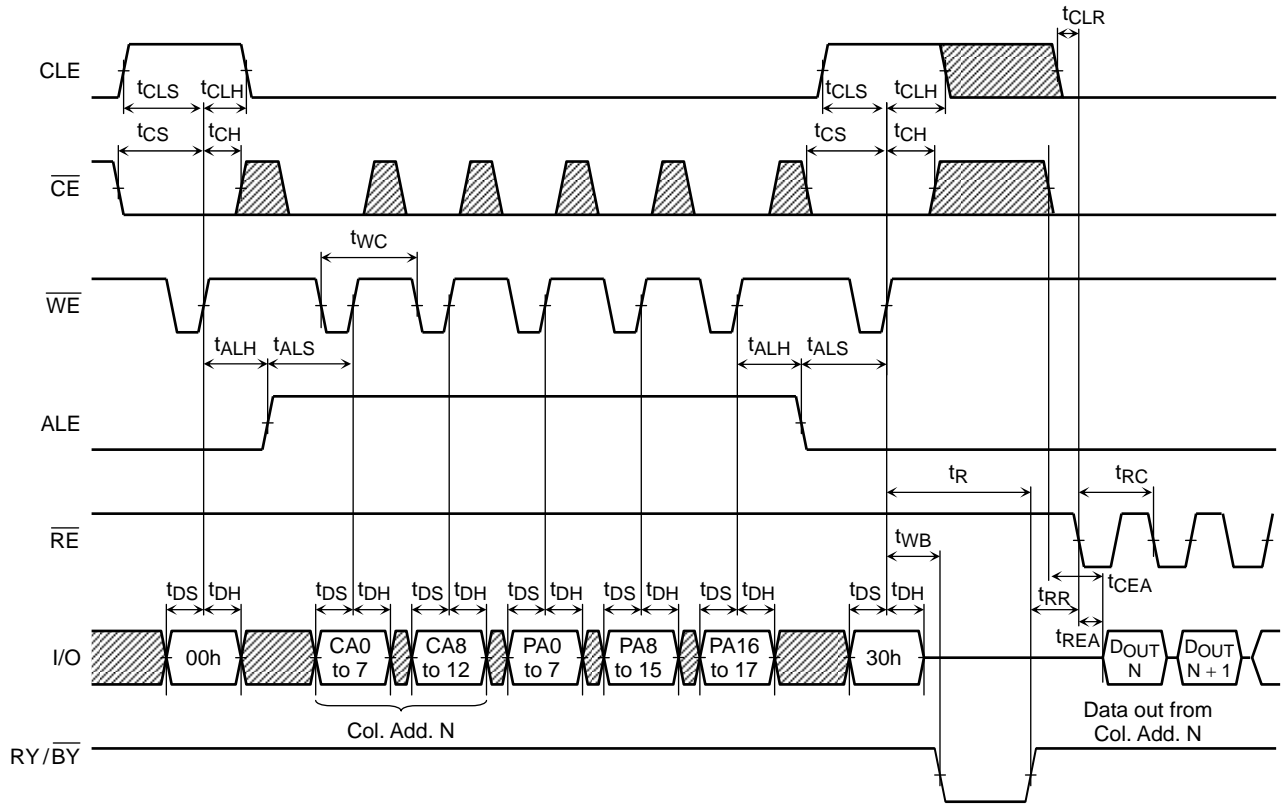 tCLR
CLE
tCLS tCLH tCLS tCLH
tCS tCH tCS tCH
CE
tWC
WE
tALH tALS tALH tALS
ALE
tR tRC
RE
tWB
tCEA
tDS tDH tDS tDH tDS tDH tDS tDH tDS tDH tDS tDH tDS tDH tRR
tREA
I/O 00h CA0 to 7 CA8 to 12 PA0 to 7 PA8 to 15 PA16 to 17 30h DOUT N DOUT N + 1
Col. Add. N
Data out from
Col. Add. N
RY/BY